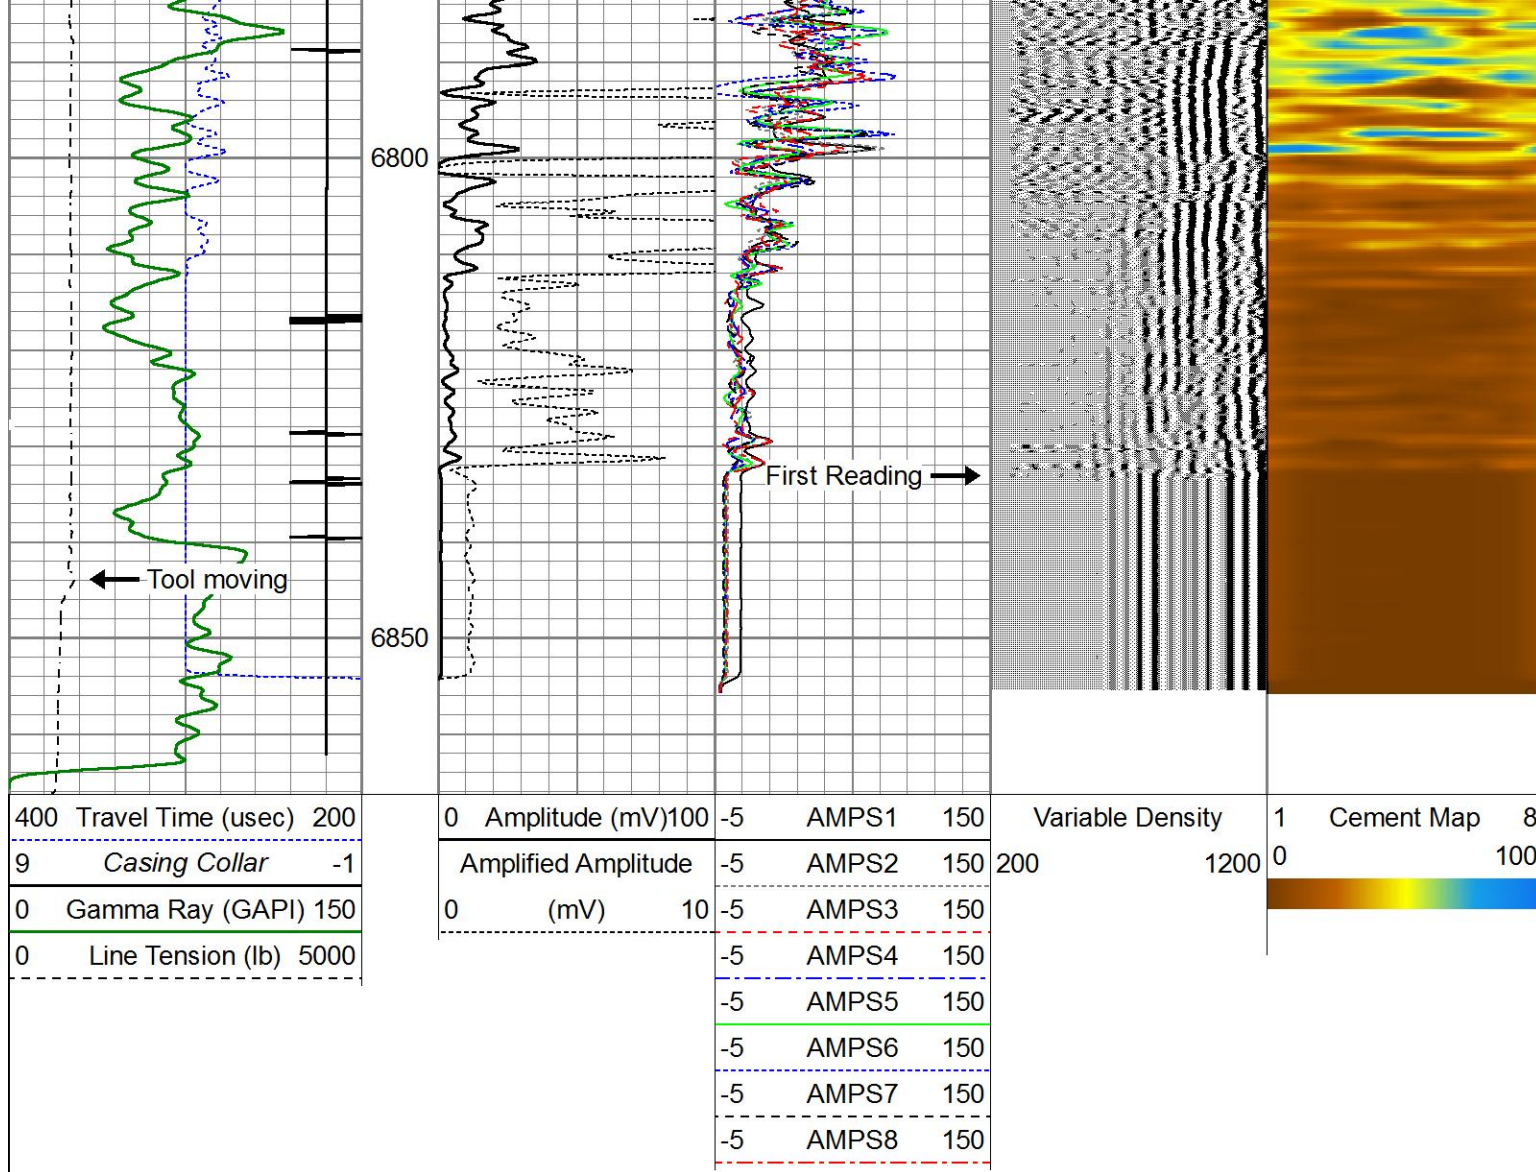 6800
First Reading
Tool moving
6850
400 Travel Time (usec) 200
9 Casing Collar -1
0 Gamma Ray (GAPI) 150
0 Line Tension (lb) 5000
0 Amplitude (mV)100
Amplified Amplitude
0 (mV) 10
-5 AMPS1 150
-5 AMPS2 150
-5 AMPS3 150
-5 AMPS4 150
-5 AMPS5 150
-5 AMPS6 150
-5 AMPS7 150
-5 AMPS8 150
Variable Density
200 1200
1 Cement Map 8
0 100